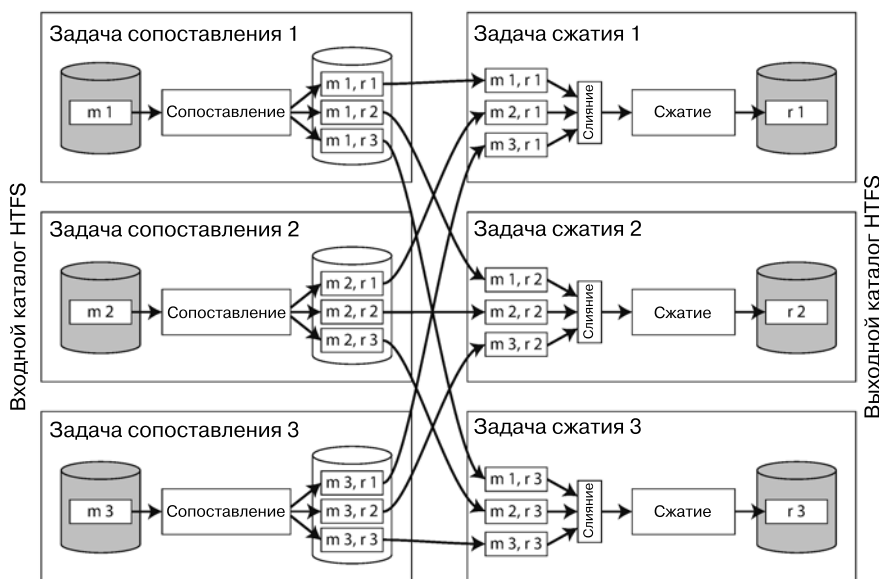 Входной каталог HTFS
Задача сопоставления 1
m 1
Сопоставление
m 1, r 1
m 1, r 2
m 1, r 3
Задача сжатия 1
m 1, r 1
m 2, r 1
m 3, r 1
Слияние
Сжатие
r 1
Задача сопоставления 2
m 2
Сопоставление
m 2, r 1
m 2, r 2
m 2, r 3
Задача сжатия 2
m 1, r 2
m 2, r 2
m 3, r 2
Слияние
Сжатие
r 2
Задача сопоставления 3
m 3
Сопоставление
m 3, r 1
m 3, r 2
m 3, r 3
Задача сжатия 3
m 1, r 3
m 2, r 3
m 3, r 3
Слияние
Сжатие
r 3
Выходной каталог HTFS